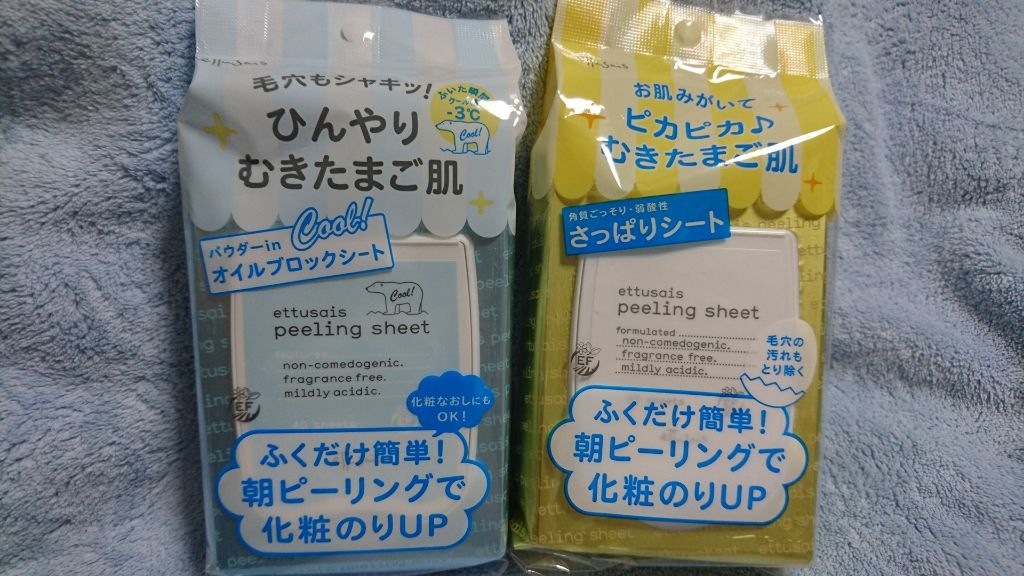 ettusais
毛穴もシャキッ!
ひんやり
むきたまご肌
ふいた瞬間
クール
-3℃
Cool!
Cool!
パウダーin
オイルブロックシート
Cool!
ettusais
peeling sheet
features
non-comedogenic.
fragrance free.
mildly acidic.
EF
化粧なおしにも
OK!
ふくだけ簡単!
朝ピーリングで
化粧のりUP
ettusais
お肌みがいて
ピカピカ♪
むきたまご肌
角質ごっそり・弱酸性
さっぱりシート
ettusais
peeling sheet
formulated
non-comedogenic.
fragrance free.
mildly acidic.
EF
毛穴の
汚れも
とり除く
ふくだけ簡単!
朝ピーリングで
化粧のりUP